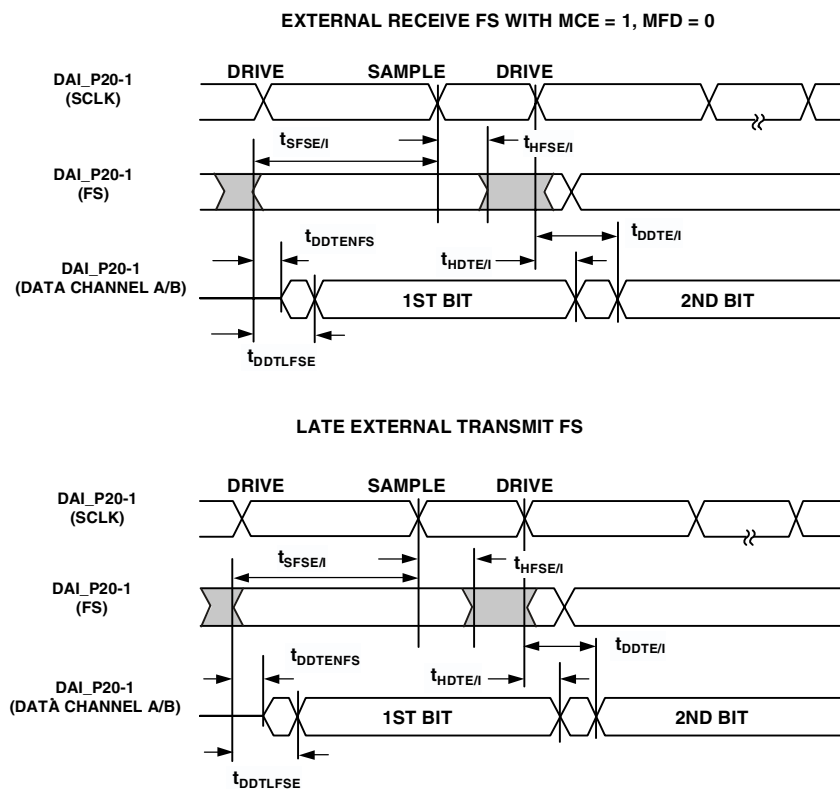 EXTERNAL RECEIVE FS WITH MCE = 1, MFD = 0
DRIVE SAMPLE DRIVE
DAI_P20-1
(SCLK)
tSFSE/I tHFSE/I
DAI_P20-1
(FS)
tDDTENFS tHDTE/I tDDTE/I
DAI_P20-1
(DATA CHANNEL A/B)
1ST BIT 2ND BIT
tDDTLFSE
LATE EXTERNAL TRANSMIT FS
DRIVE SAMPLE DRIVE
DAI_P20-1
(SCLK)
tSFSE/I tHFSE/I
DAI_P20-1
(FS)
tDDTENFS tHDTE/I tDDTE/I
DAI_P20-1
(DATA CHANNEL A/B)
1ST BIT 2ND BIT
tDDTLFSE